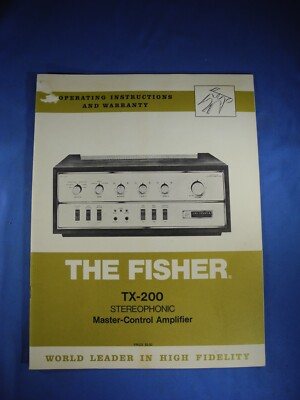 OPERATING INSTRUCTIONS
AND WARRANTY
THE FISHER
TX-200
STEREOPHONIC
Master-Control Amplifier
WORLD LEADER IN HIGH FIDELITY